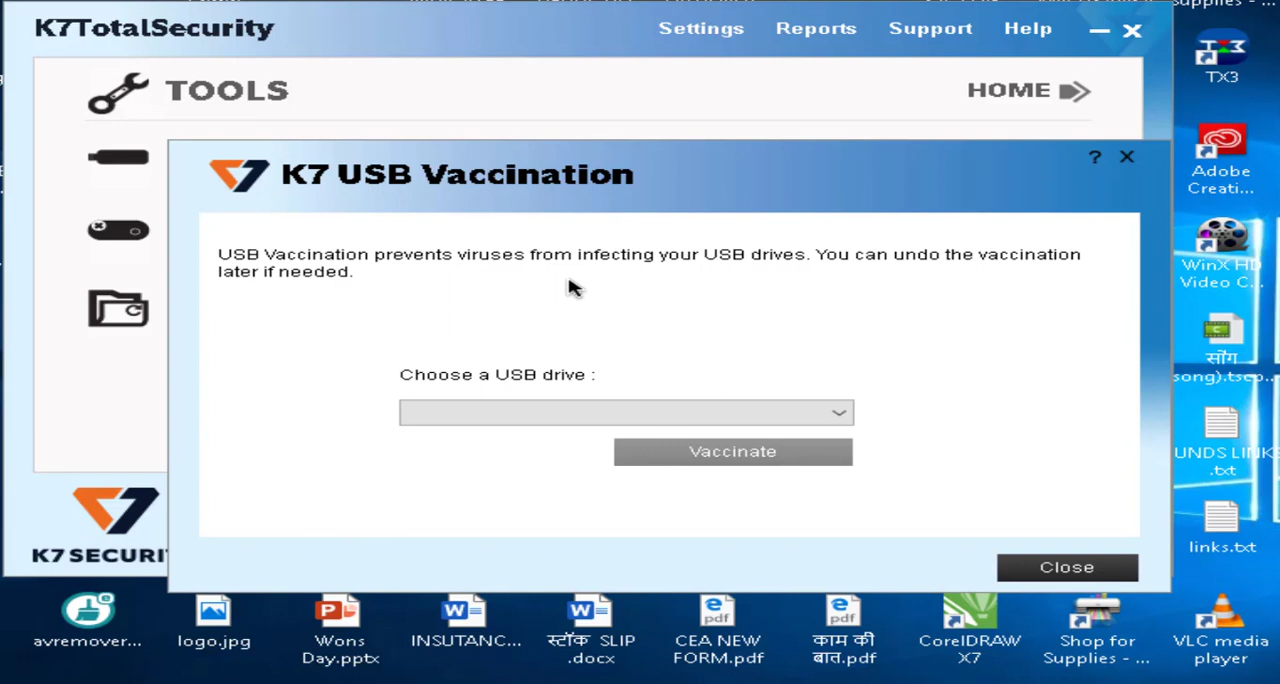 K7TotalSecurity
Settings Reports Support Help
TOOLS
HOME
K7 USB Vaccination
?
USB Vaccination prevents viruses from infecting your USB drives. You can undo the vaccination
later if needed.
Choose a USB drive :
Vaccinate
Close
K7 SECURI
supplies - ...
TX3
Adobe
Creati...
WinX HD
Video C...
सोंग
song).tscp...
UNDS LINKS
.txt
links.txt
avremover...
logo.jpg
Wons
Day.pptx
INSUTANC...
स्टॉक SLIP
.docx
CEA NEW
FORM.pdf
काम की
बात.pdf
CorelDRAW
X7
Shop for
Supplies - ...
VLC media
player